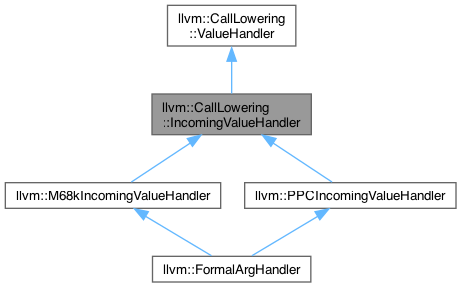 llvm::CallLowering
::ValueHandler
llvm::CallLowering
::IncomingValueHandler
llvm::M68kIncomingValueHandler
llvm::PPCIncomingValueHandler
llvm::FormalArgHandler